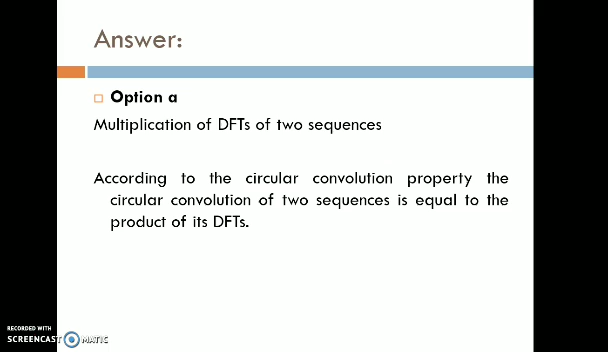 Answer:
Option a
Multiplication of DFTs of two sequences
According to the circular convolution property the
circular convolution of two sequences is equal to the
product of its DFTs.
RECORDED WITH
SCREENCAST MATIC